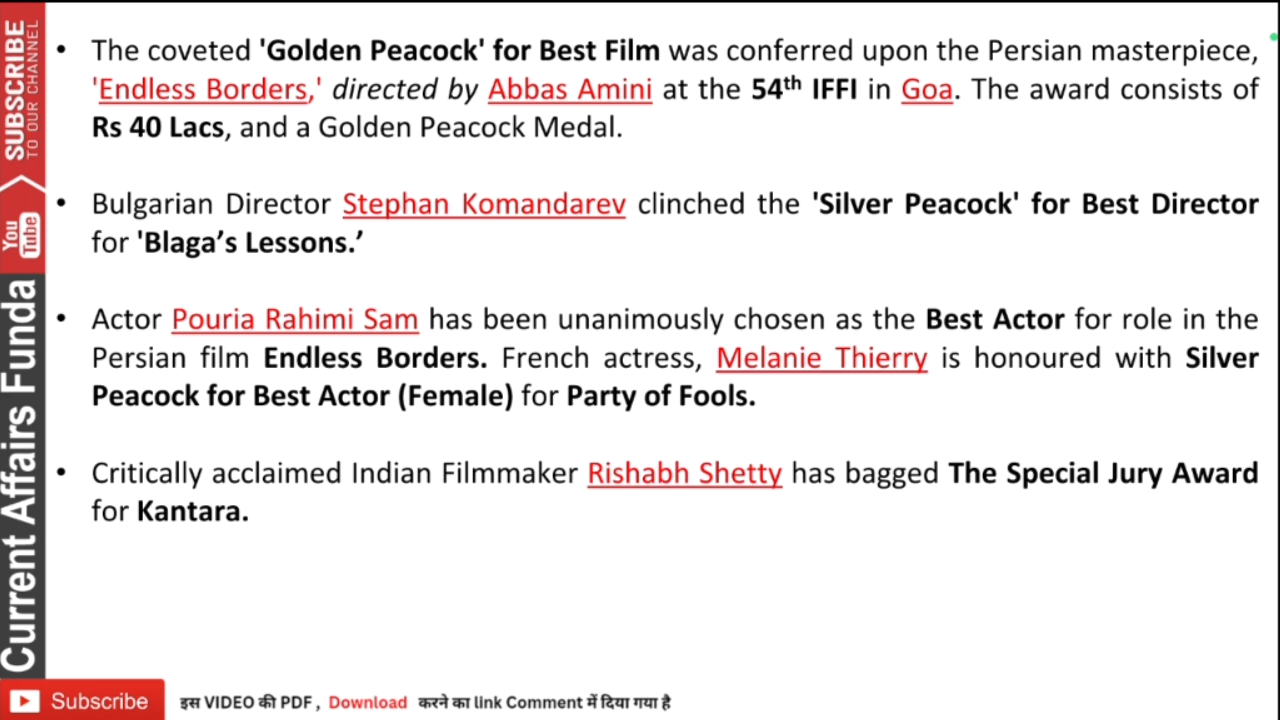 • The coveted 'Golden Peacock' for Best Film was conferred upon the Persian masterpiece,
'Endless Borders,' directed by Abbas Amini at the 54th IFFI in Goa. The award consists of
Rs 40 Lacs, and a Golden Peacock Medal.
• Bulgarian Director Stephan Komandarev clinched the 'Silver Peacock' for Best Director
for 'Blaga’s Lessons.’
• Actor Pouria Rahimi Sam has been unanimously chosen as the Best Actor for role in the
Persian film Endless Borders. French actress, Melanie Thierry is honoured with Silver
Peacock for Best Actor (Female) for Party of Fools.
• Critically acclaimed Indian Filmmaker Rishabh Shetty has bagged The Special Jury Award
for Kantara.
SUBSCRIBE
TO OUR CHANNEL
You
Tube
Current Affairs Funda
Subscribe
इस VIDEO की PDF , Download करने का link Comment में दिया गया है